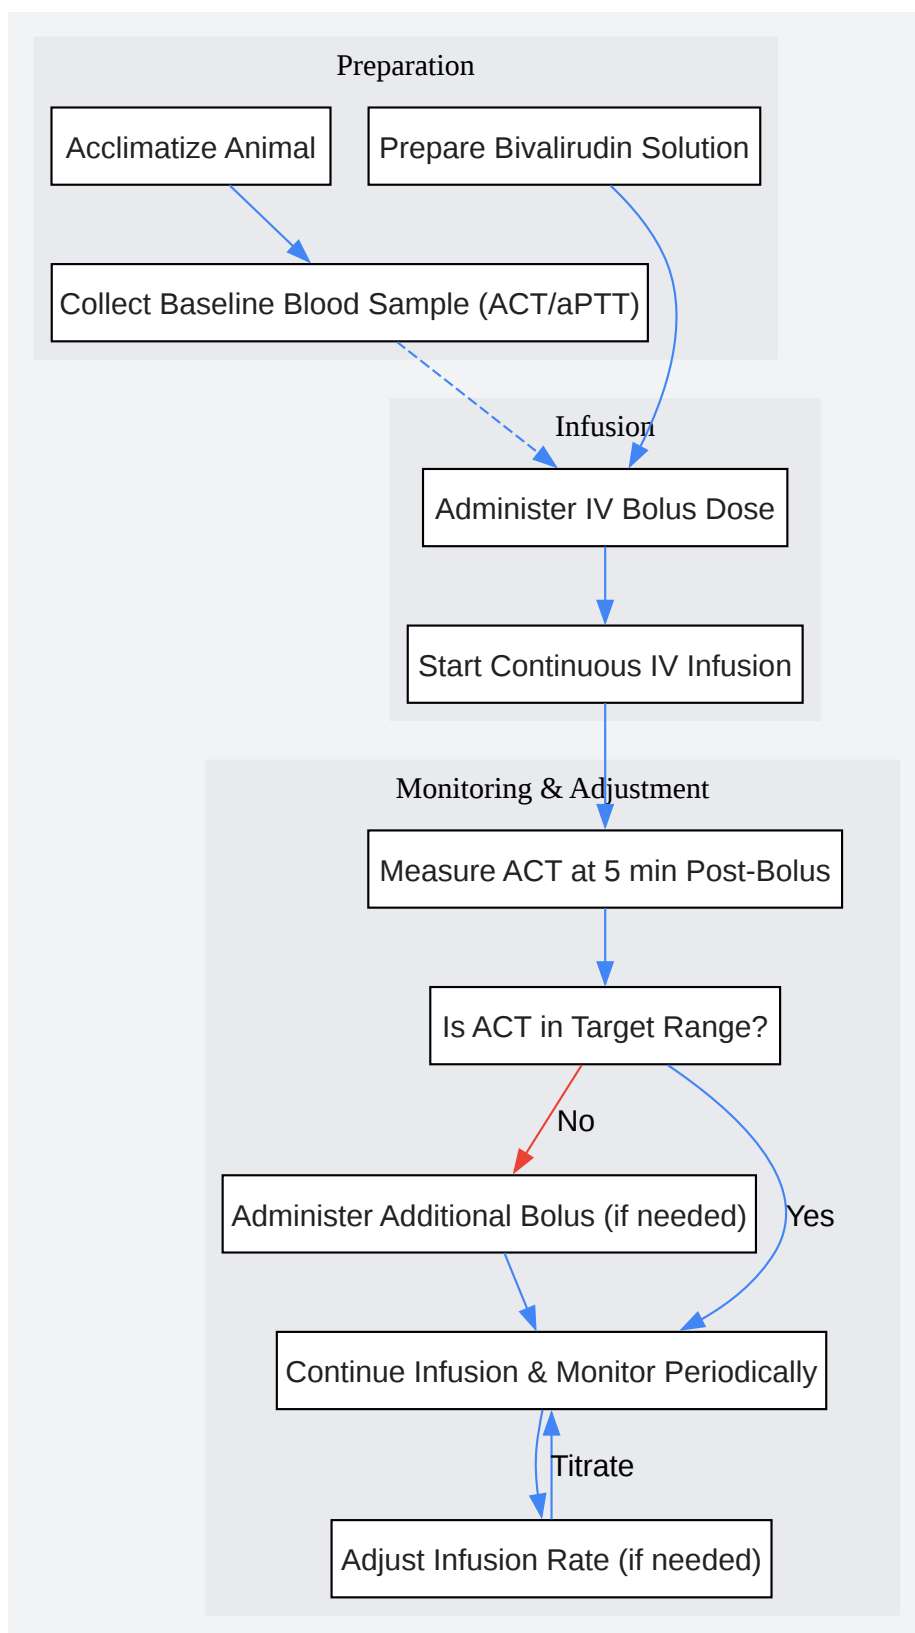 Preparation
Acclimatize Animal
Prepare Bivalirudin Solution
Collect Baseline Blood Sample (ACT/aPTT)
Infusion
Administer IV Bolus Dose
Start Continuous IV Infusion
Monitoring & Adjustment
Measure ACT at 5 min Post-Bolus
Is ACT in Target Range?
No
Administer Additional Bolus (if needed)
Yes
Continue Infusion & Monitor Periodically
Titrate
Adjust Infusion Rate (if needed)